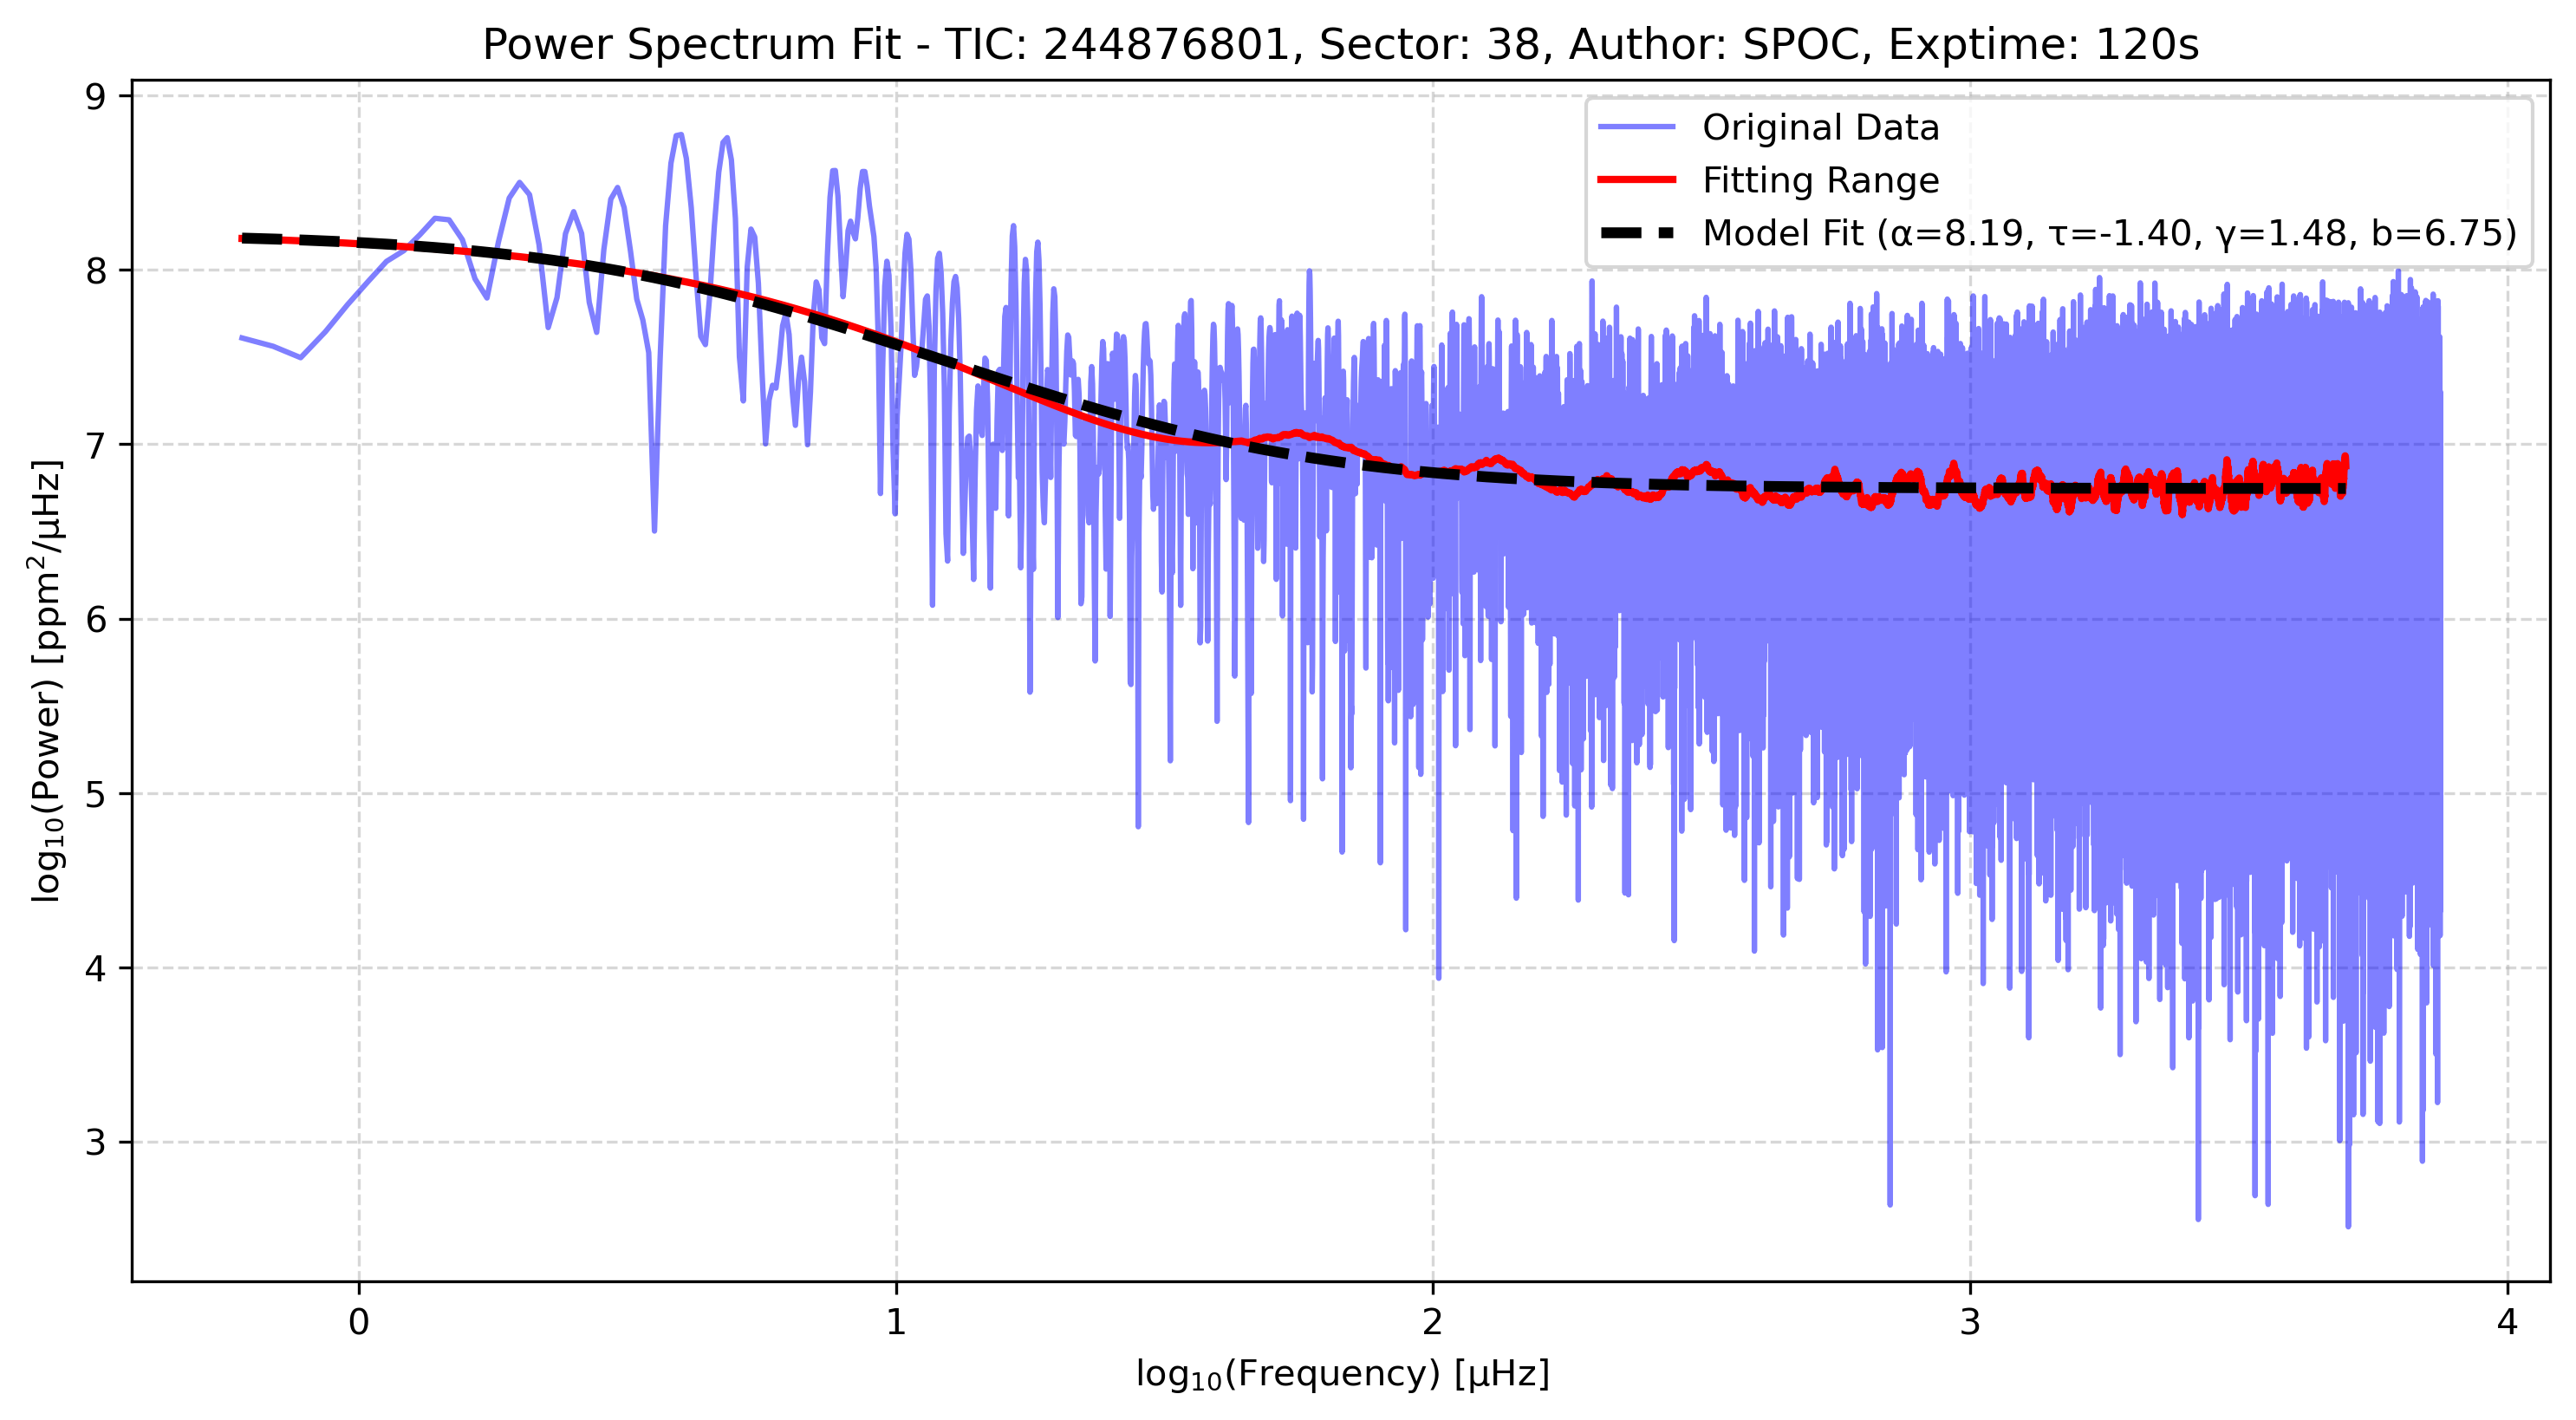 Power Spectrum Fit - TIC: 244876801, Sector: 38, Author: SPOC, Exptime: 120s
Original Data
Fitting Range
Model Fit (α=8.19, τ=-1.40, γ=1.48, b=6.75)
log₁₀(Power) [ppm²/μHz]
9
8
7
6
5
4
3
0 1 2 3 4
log₁₀(Frequency) [μHz]